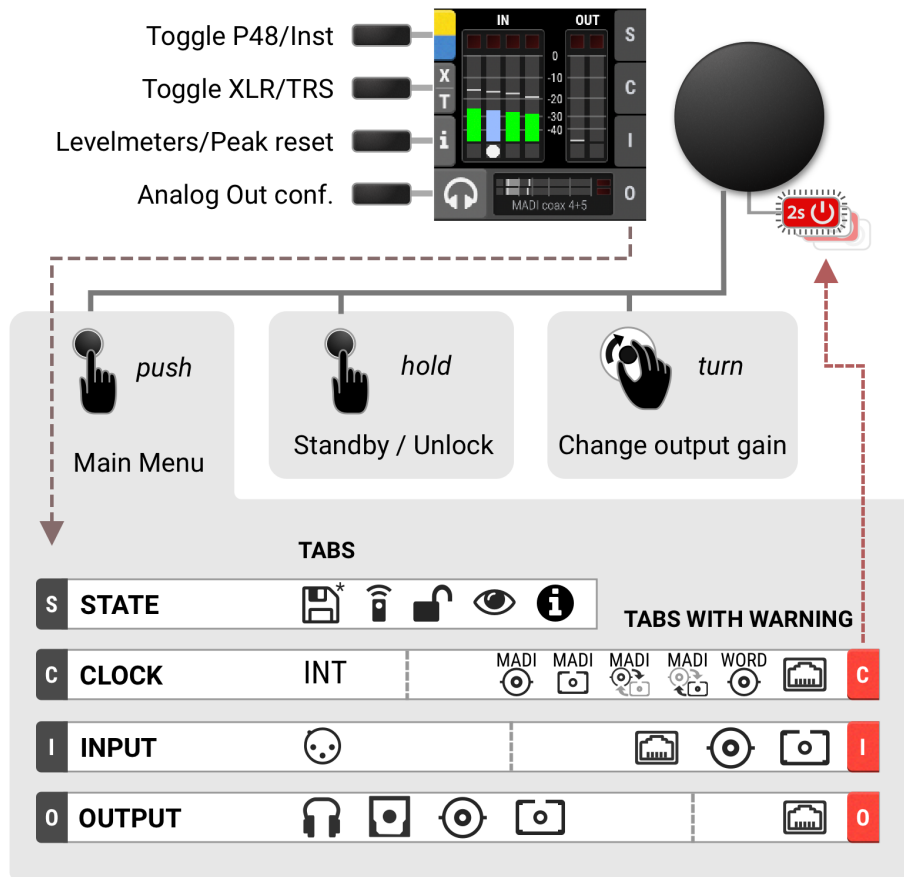 Toggle P48/Inst
Toggle XLR/TRS
Levelmeters/Peak reset
Analog Out conf.
IN OUT
S
X
T
C
i
I
O
0
-10
-20
-30
-40
MADI coax 4+5
2s
push
Main Menu
hold
Standby / Unlock
turn
Change output gain
TABS
S STATE * i
TABS WITH WARNING
C CLOCK INT MADI MADI MADI MADI WORD C
I INPUT I
O OUTPUT O